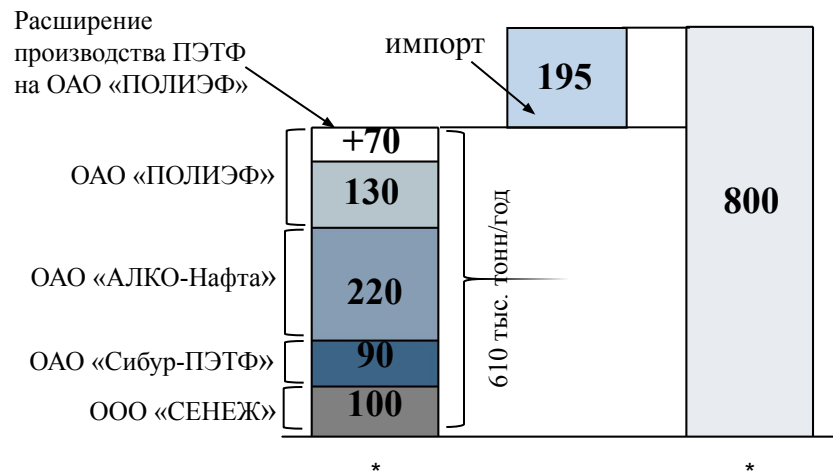 Расширение
производства ПЭТФ
на ОАО «ПОЛИЭФ»
импорт
195
+70
ОАО «ПОЛИЭФ»
130
800
ОАО «АЛКО-Нафта»
220
610 тыс. тонн/год
ОАО «Сибур-ПЭТФ»
90
ООО «СЕНЕЖ»
100
* *